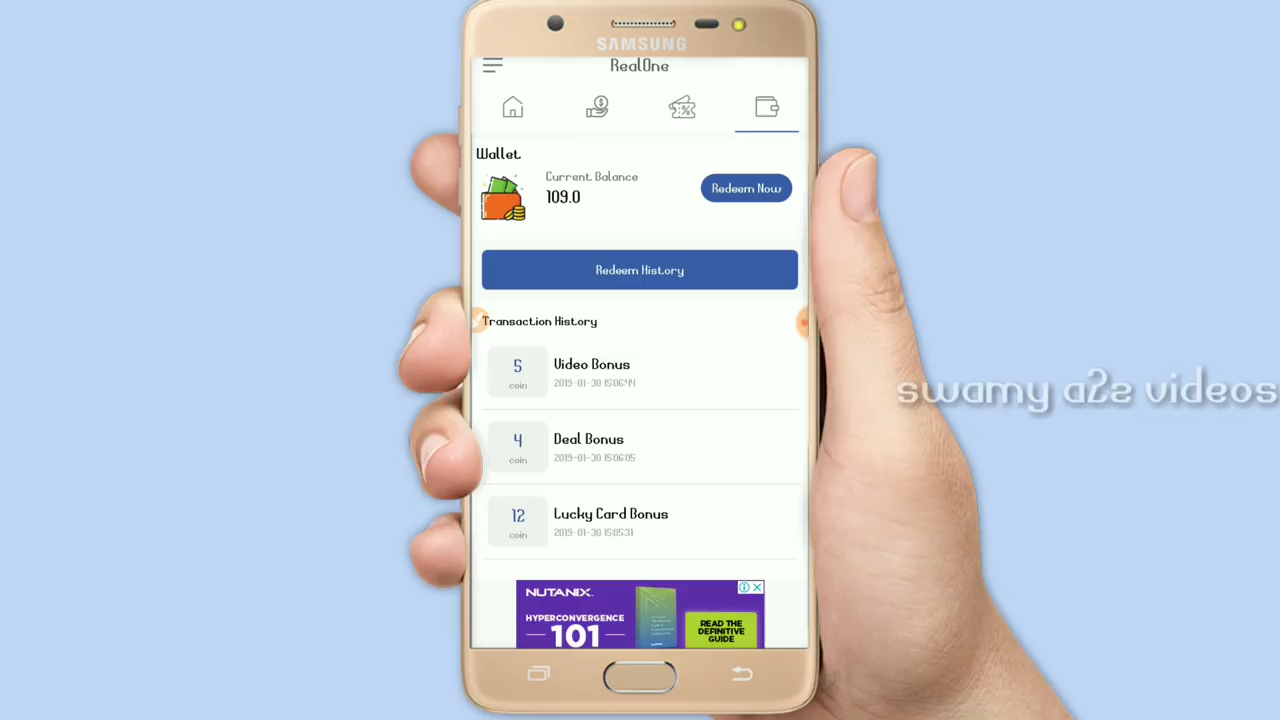 SAMSUNG
RealOne
Wallet
Current Balance
109.0
Redeem Now
Redeem History
Transaction History
5
coin
Video Bonus
2019-01-30 15:06:44
4
coin
Deal Bonus
2019-01-30 15:06:05
12
coin
Lucky Card Bonus
2019-01-30 15:05:31
swamy a2z videos
NUTANIX.
HYPERCONVERGENCE
101
READ THE
DEFINITIVE
GUIDE